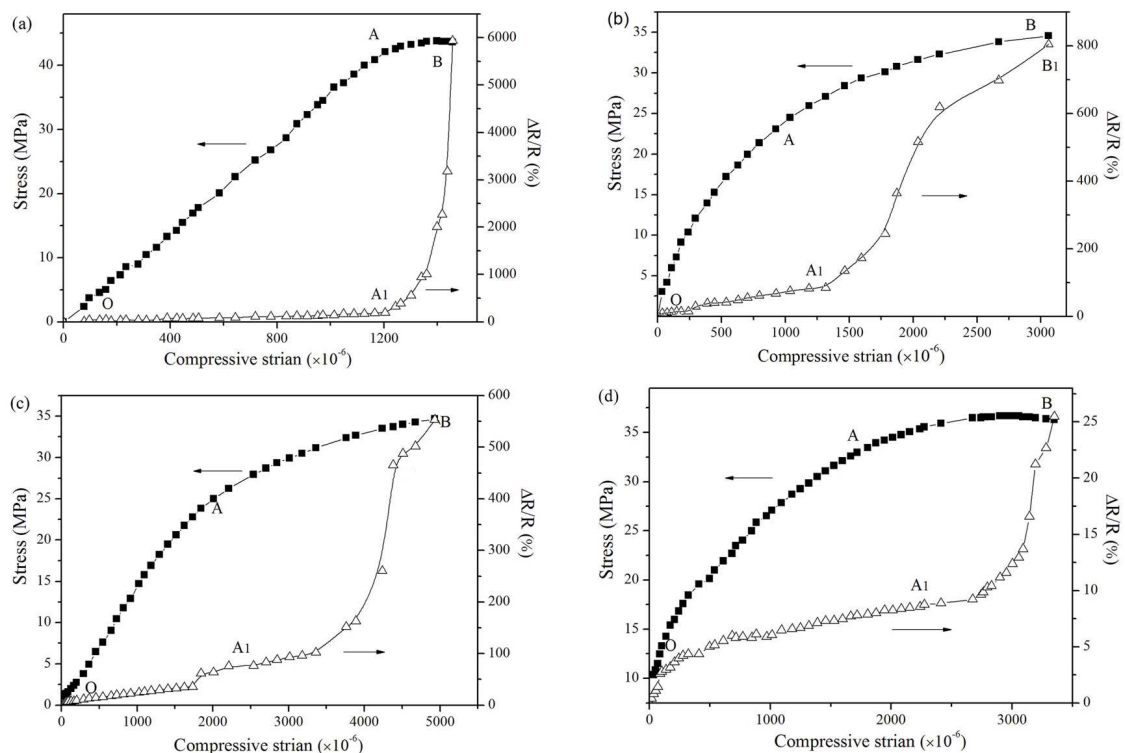 (a)
Stress (MPa)
40
30
20
10
0
A
B
O
A1
6000
5000
4000
3000
2000
1000
0
ΔR/R (%)
0 400 800 1200
Compressive strian (×10-6)
(b)
Stress (MPa)
35
30
25
20
15
10
5
A
B
B1
O
A1
800
600
400
200
0
ΔR/R (%)
0 500 1000 1500 2000 2500 3000
Compressive strian (×10-6)
(c)
Stress (MPa)
35
30
25
20
15
10
5
0
A
B
O
A1
600
500
400
300
200
100
0
ΔR/R (%)
0 1000 2000 3000 4000 5000
Compressive strian (×10-6)
(d)
Stress (MPa)
35
30
25
20
15
10
A
B
O
A1
25
20
15
10
5
0
ΔR/R (%)
0 1000 2000 3000
Compressive strian (×10-6)